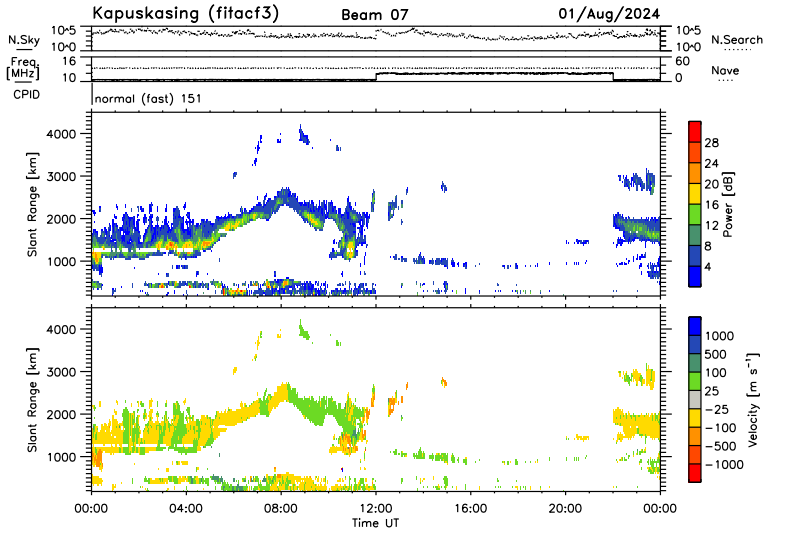 Kapuskasing (fitacf3) Beam 07 01/Aug/2024
N.Sky 10^5 10^0 10^5 10^0 N.Search
Freq. [MHz] 16 10 60 0 Nave
CPID normal (fast) 151
Slant Range [km] 4000 3000 2000 1000
Power [dB] 28 24 20 16 12 8 4
Slant Range [km] 4000 3000 2000 1000
Velocity [m s⁻¹] 1000 500 100 25 −25 −100 −500 −1000
00:00 04:00 08:00 12:00 16:00 20:00 00:00
Time UT